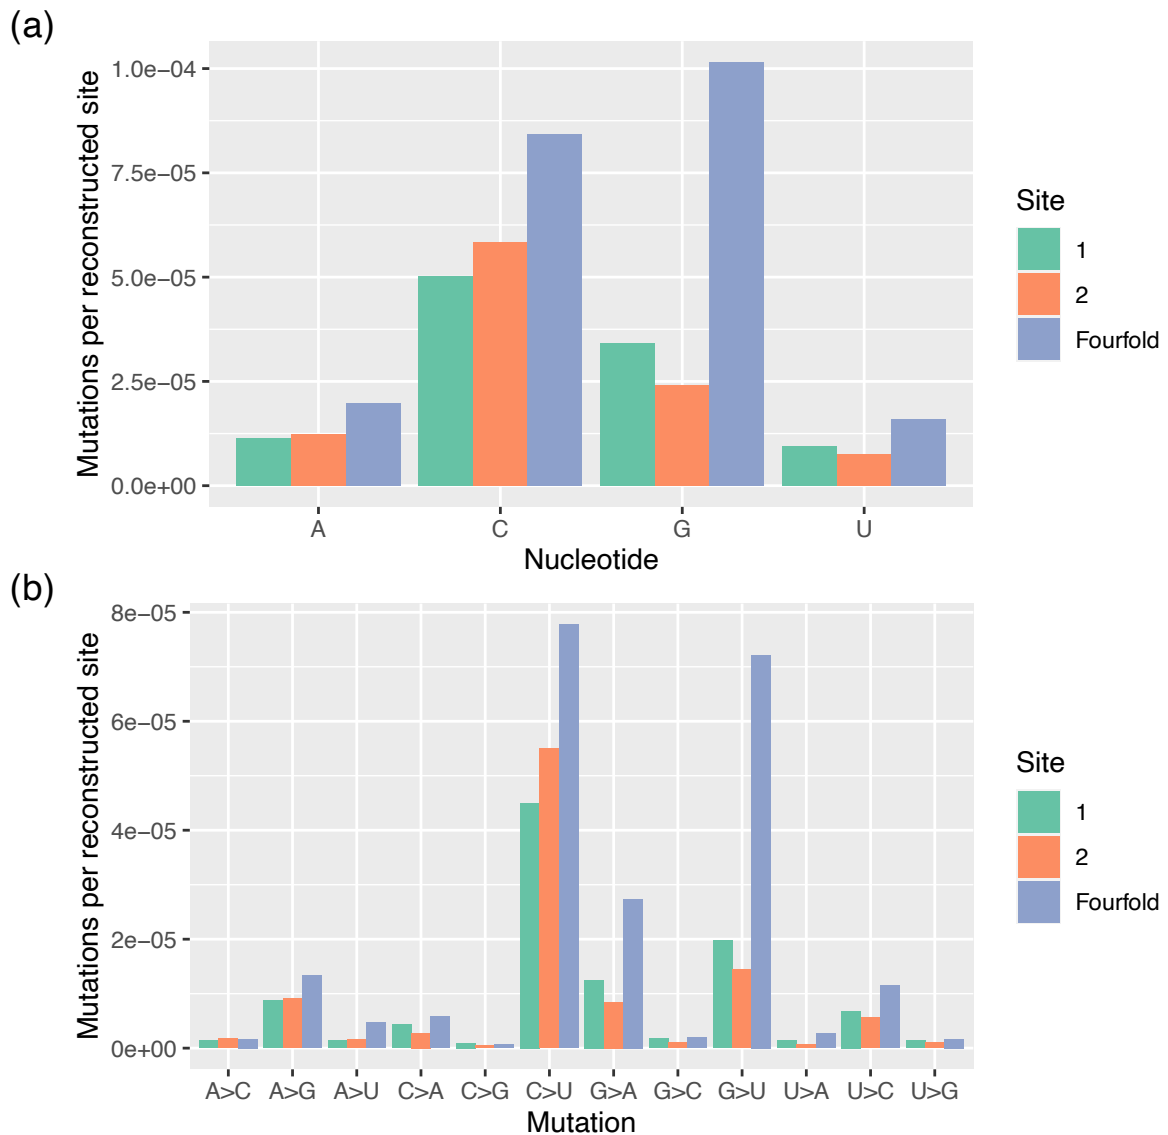 (a)
Mutations per reconstructed site
1.0e−04
7.5e−05
5.0e−05
2.5e−05
0.0e+00
A C G U
Nucleotide
Site
1
2
Fourfold
(b)
Mutations per reconstructed site
8e−05
6e−05
4e−05
2e−05
0e+00
A>C A>G A>U C>A C>G C>U G>A G>C G>U U>A U>C U>G
Mutation
Site
1
2
Fourfold